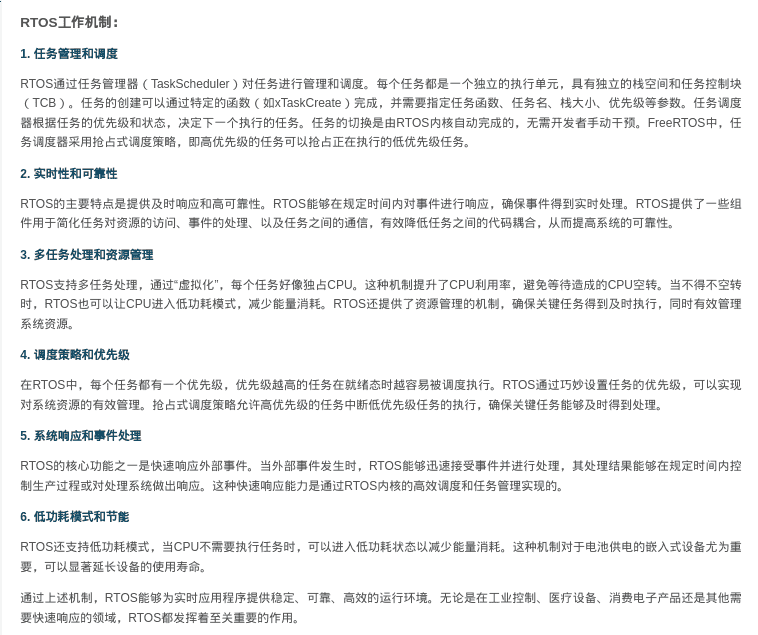 RTOS工作机制：
1. 任务管理和调度
RTOS通过任务管理器（TaskScheduler）对任务进行管理和调度。每个任务都是一个独立的执行单元，具有独立的栈空间和任务控制块
（TCB）。任务的创建可以通过特定的函数（如xTaskCreate）完成，并需要指定任务函数、任务名、栈大小、优先级等参数。任务调度
器根据任务的优先级和状态，决定下一个执行的任务。任务的切换是由RTOS内核自动完成的，无需开发者手动干预。FreeRTOS中，任
务调度器采用抢占式调度策略，即高优先级的任务可以抢占正在执行的低优先级任务。
2. 实时性和可靠性
RTOS的主要特点是提供及时响应和高可靠性。RTOS能够在规定时间内对事件进行响应，确保事件得到实时处理。RTOS提供了一些组
件用于简化任务对资源的访问、事件的处理、以及任务之间的通信，有效降低任务之间的代码耦合，从而提高系统的可靠性。
3. 多任务处理和资源管理
RTOS支持多任务处理，通过“虚拟化”，每个任务好像独占CPU。这种机制提升了CPU利用率，避免等待造成的CPU空转。当不得不空转
时，RTOS也可以让CPU进入低功耗模式，减少能量消耗。RTOS还提供了资源管理的机制，确保关键任务得到及时执行，同时有效管理
系统资源。
4. 调度策略和优先级
在RTOS中，每个任务都有一个优先级，优先级越高的任务在就绪态时越容易被调度执行。RTOS通过巧妙设置任务的优先级，可以实现
对系统资源的有效管理。抢占式调度策略允许高优先级的任务中断低优先级任务的执行，确保关键任务能够及时得到处理。
5. 系统响应和事件处理
RTOS的核心功能之一是快速响应外部事件。当外部事件发生时，RTOS能够迅速接受事件并进行处理，其处理结果能够在规定时间内控
制生产过程或对处理系统做出响应。这种快速响应能力是通过RTOS内核的高效调度和任务管理实现的。
6. 低功耗模式和节能
RTOS还支持低功耗模式，当CPU不需要执行任务时，可以进入低功耗状态以减少能量消耗。这种机制对于电池供电的嵌入式设备尤为重
要，可以显著延长设备的使用寿命。
通过上述机制，RTOS能够为实时应用程序提供稳定、可靠、高效的运行环境。无论是在工业控制、医疗设备、消费电子产品还是其他需
要快速响应的领域，RTOS都发挥着至关重要的作用。